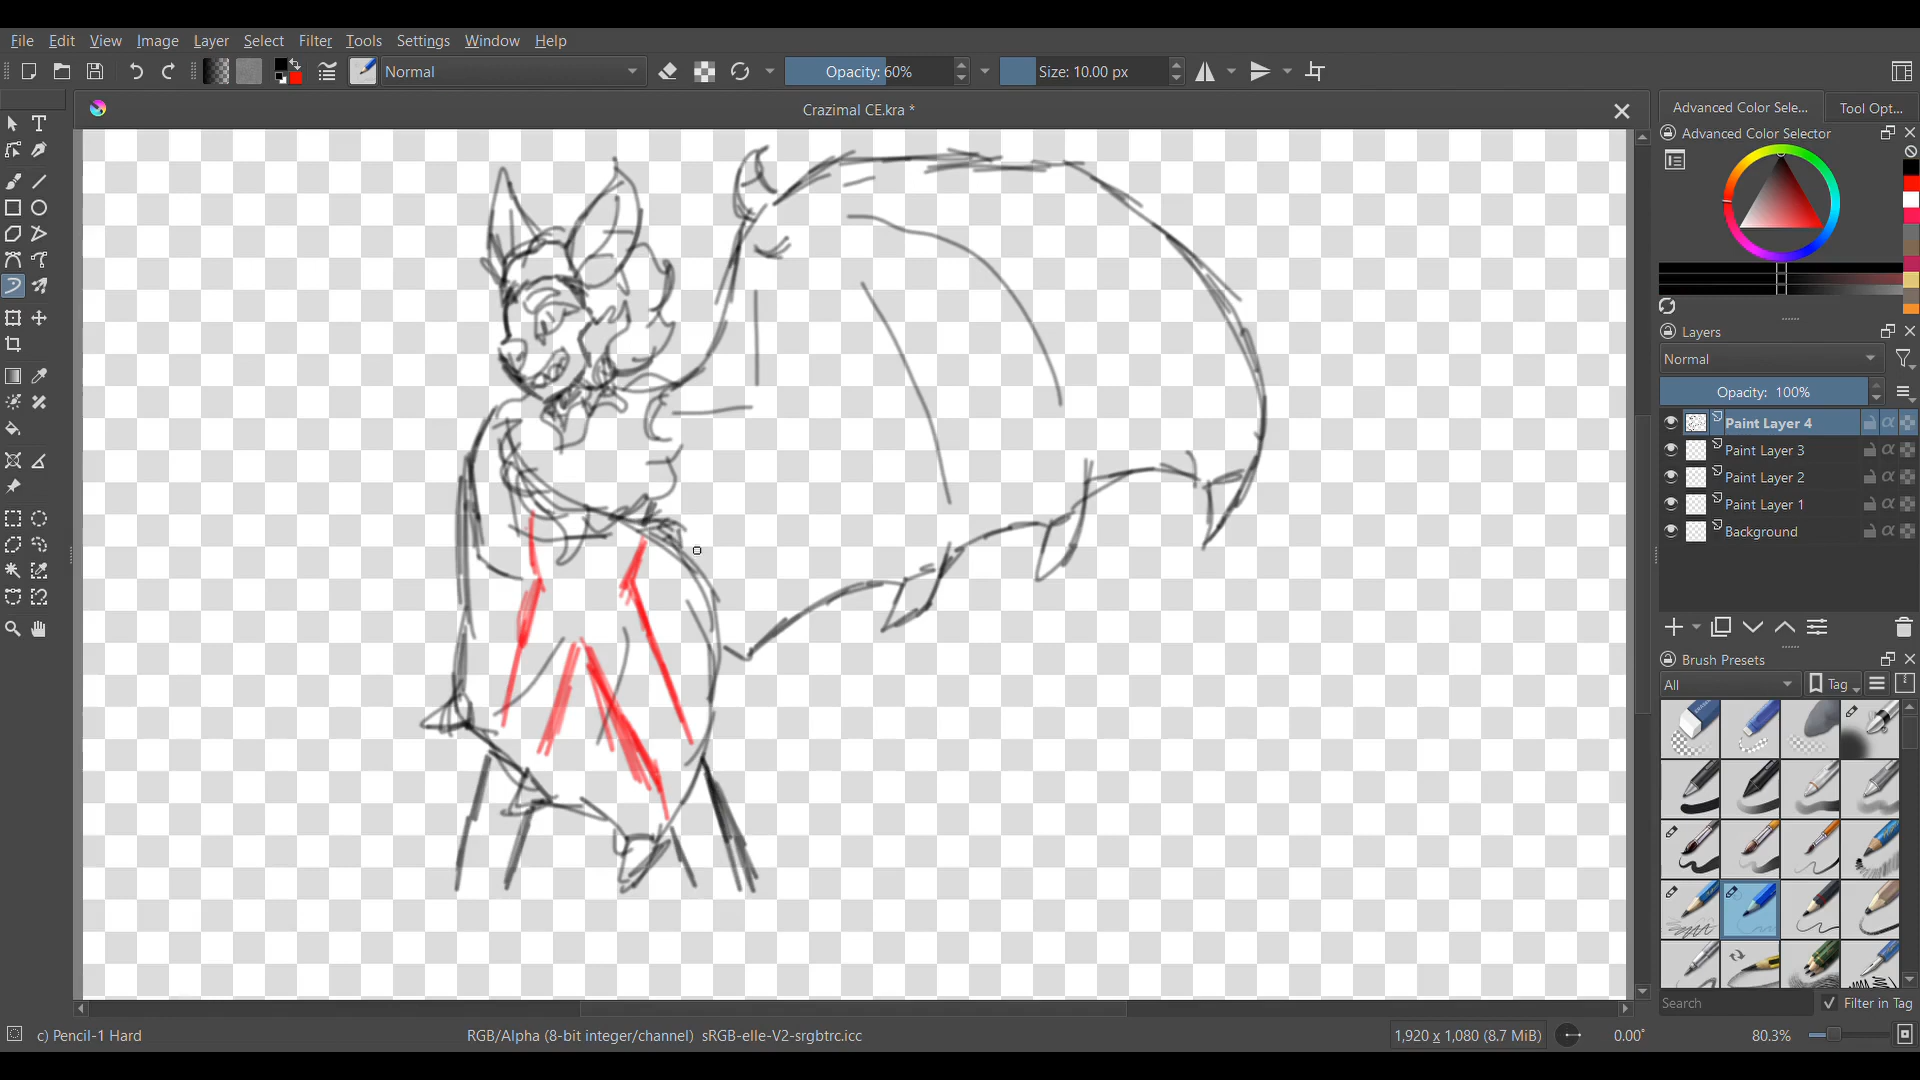 File Edit View Image Layer Select Filter Tools Settings Window Help
Normal Opacity: 60% Size: 10.00 px
Crazimal CE.kra *
Advanced Color Sele... Tool Opt...
Advanced Color Selector
Layers
Normal
Opacity: 100%
Paint Layer 4
Paint Layer 3
Paint Layer 2
Paint Layer 1
Background
Brush Presets
All Tag
Search Filter in Tag
c) Pencil-1 Hard RGB/Alpha (8-bit integer/channel) sRGB-elle-V2-srgbtrc.icc 1,920 x 1,080 (8.7 MiB) 0.00° 80.3%